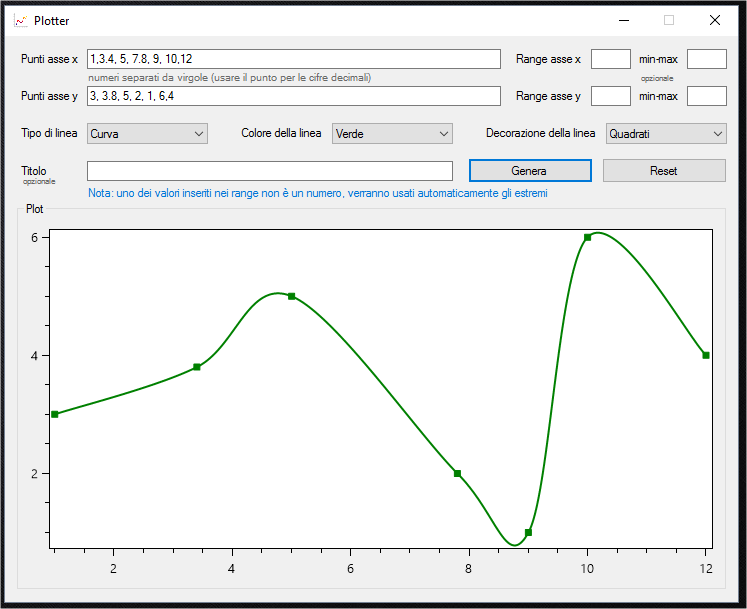 Plotter
Punti asse x 1,3.4, 5, 7.8, 9, 10,12 Range asse x min-max
numeri separati da virgole (usare il punto per le cifre decimali) opzionale
Punti asse y 3, 3.8, 5, 2, 1, 6,4 Range asse y min-max
Tipo di linea Curva Colore della linea Verde Decorazione della linea Quadrati
Titolo Genera Reset
opzionale
Nota: uno dei valori inseriti nei range non è un numero, verranno usati automaticamente gli estremi
Plot
6
4
2
2 4 6 8 10 12